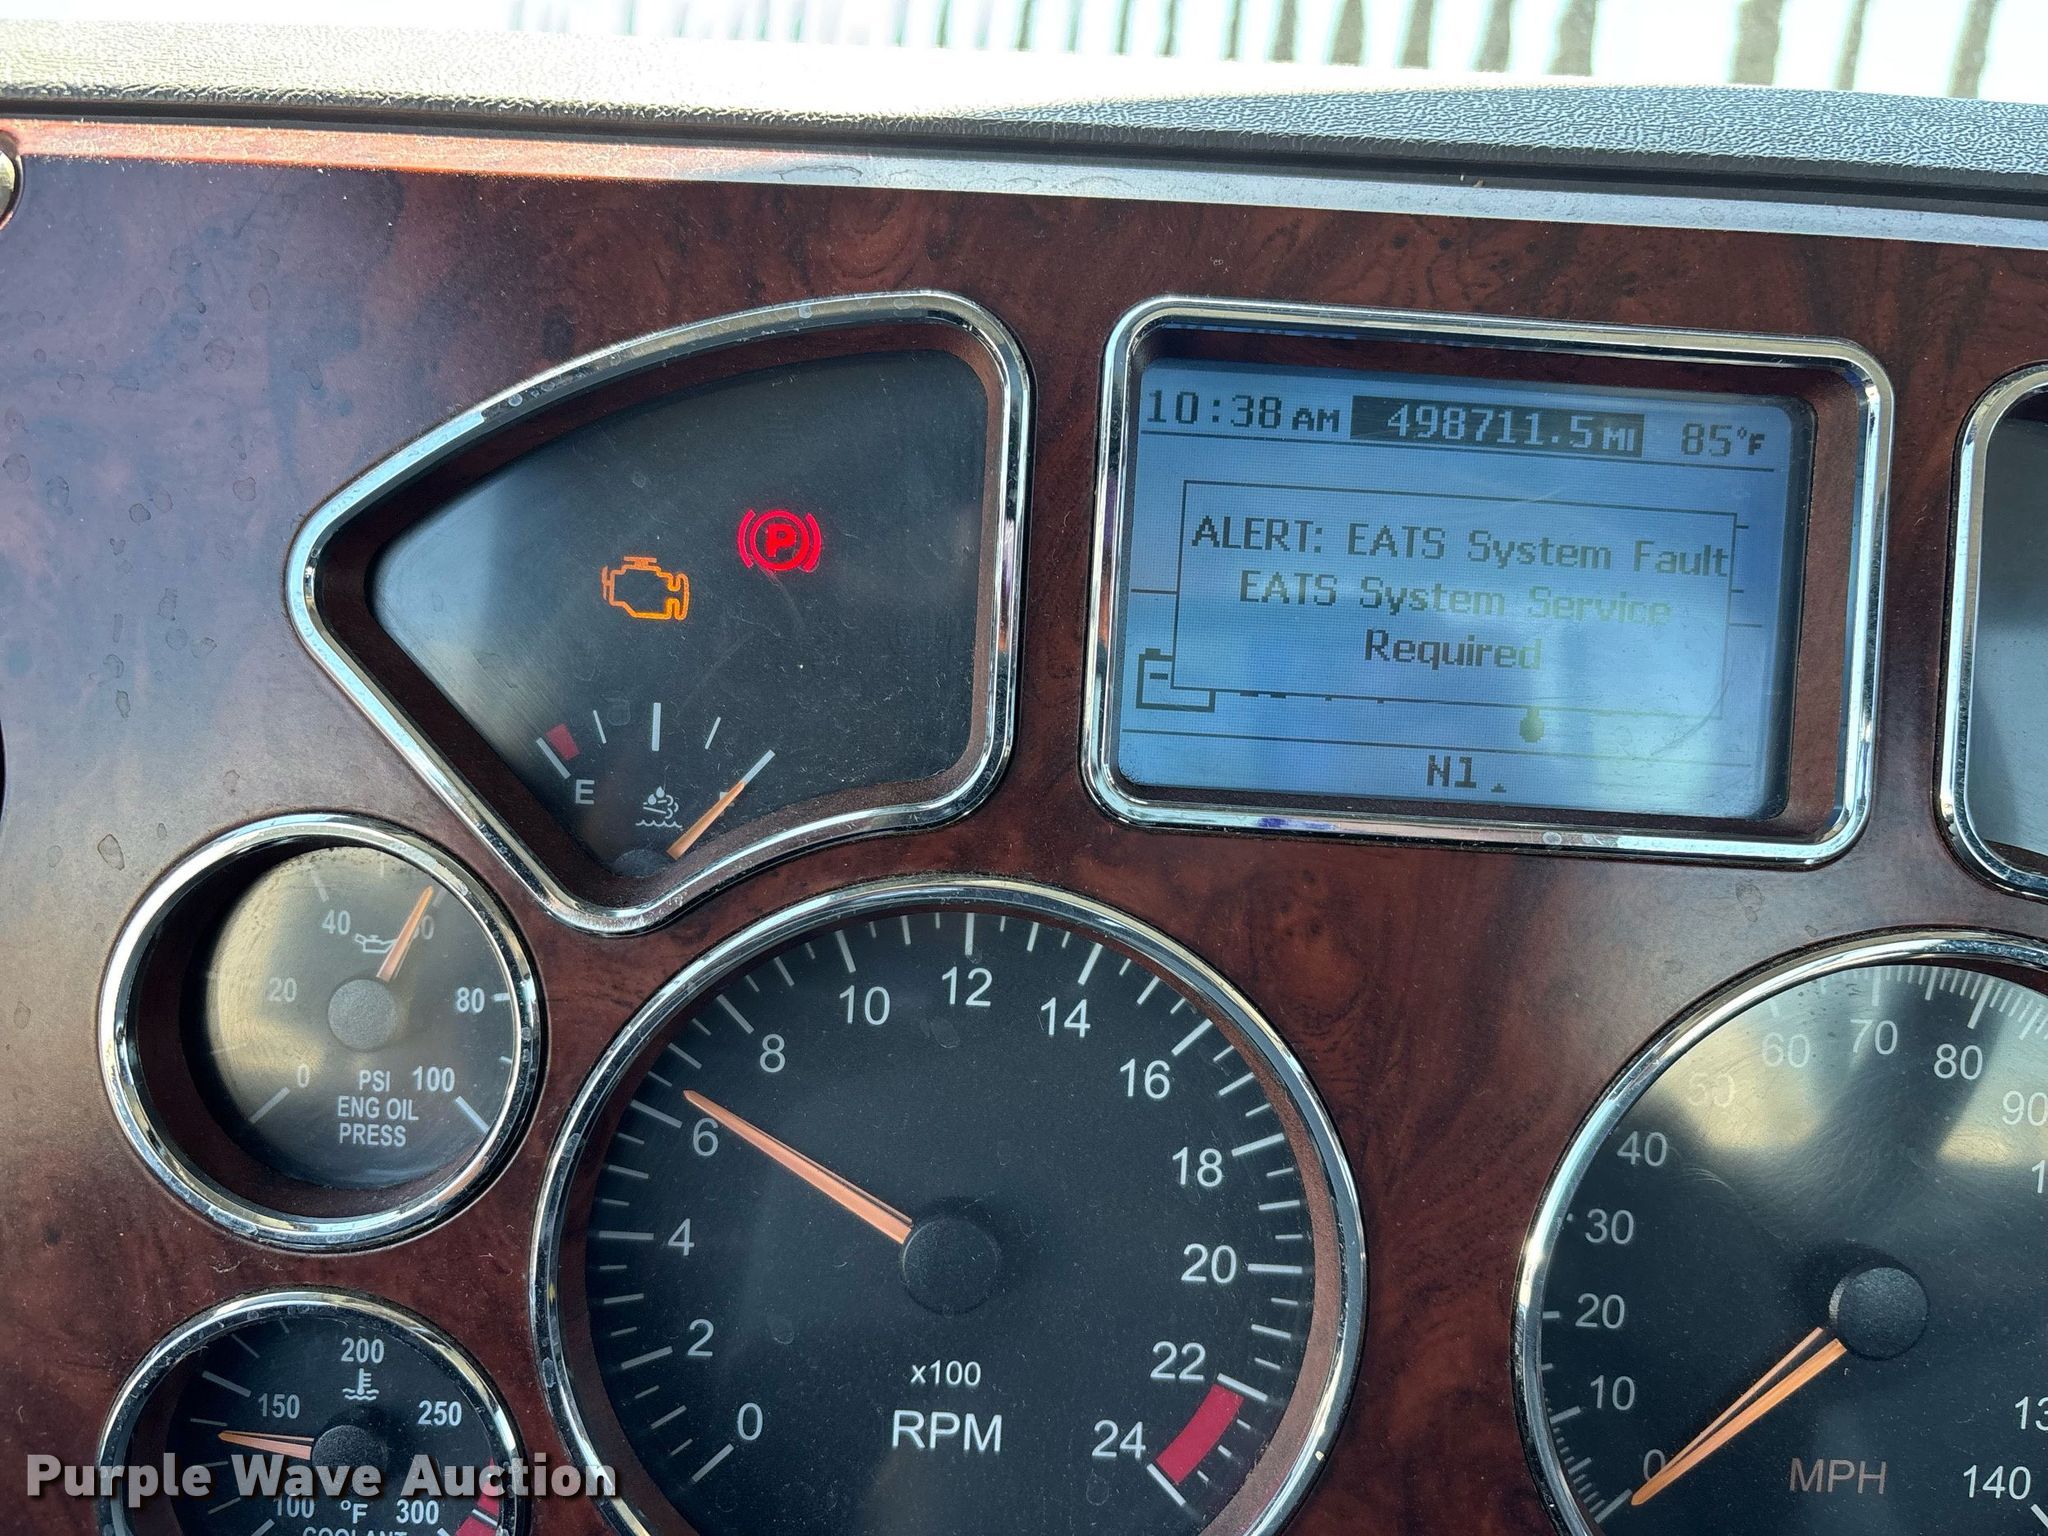 10:38 AM 498711.5 MI 85°F
ALERT: EATS System Fault
EATS System Service
Required
N1
P
E
0 20 40 80 100
PSI
ENG OIL
PRESS
0 2 4 6 8 10 12 14 16 18 20 22 24
x100
RPM
0 10 20 30 40 50 60 70 80 90 140
MPH
100 150 200 250 300
°F
COOLANT
Purple Wave Auction